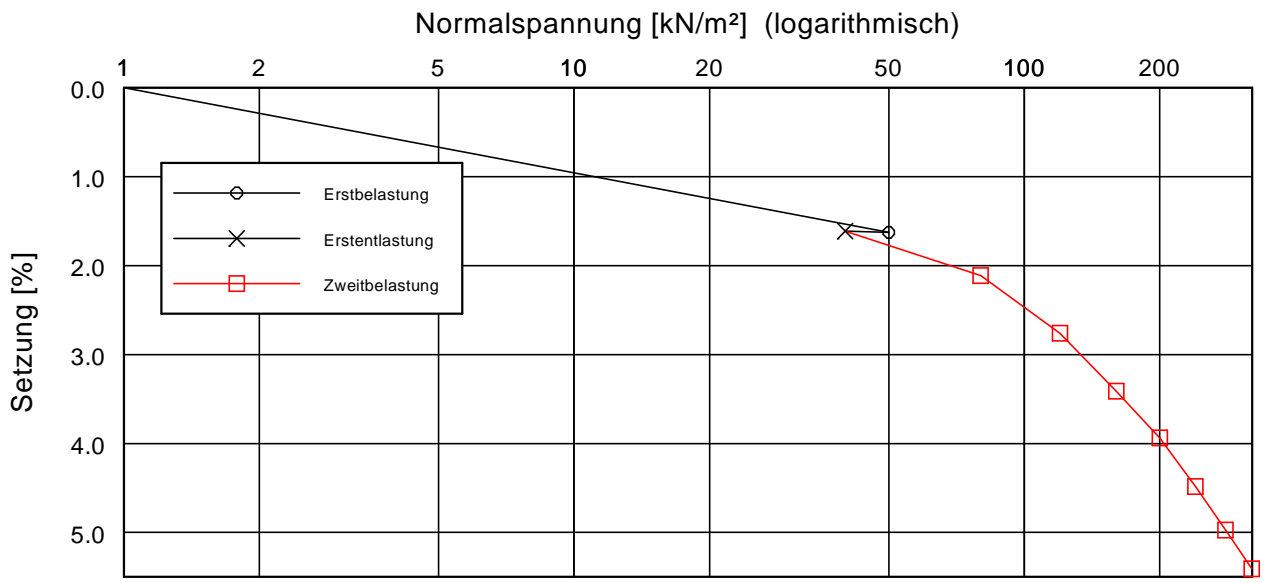 Normalspannung [kN/m²] (logarithmisch)
1 2 5 10 20 50 100 200
0.0
1.0
2.0
3.0
4.0
5.0
Setzung [%]
Erstbelastung
Erstentlastung
Zweitbelastung